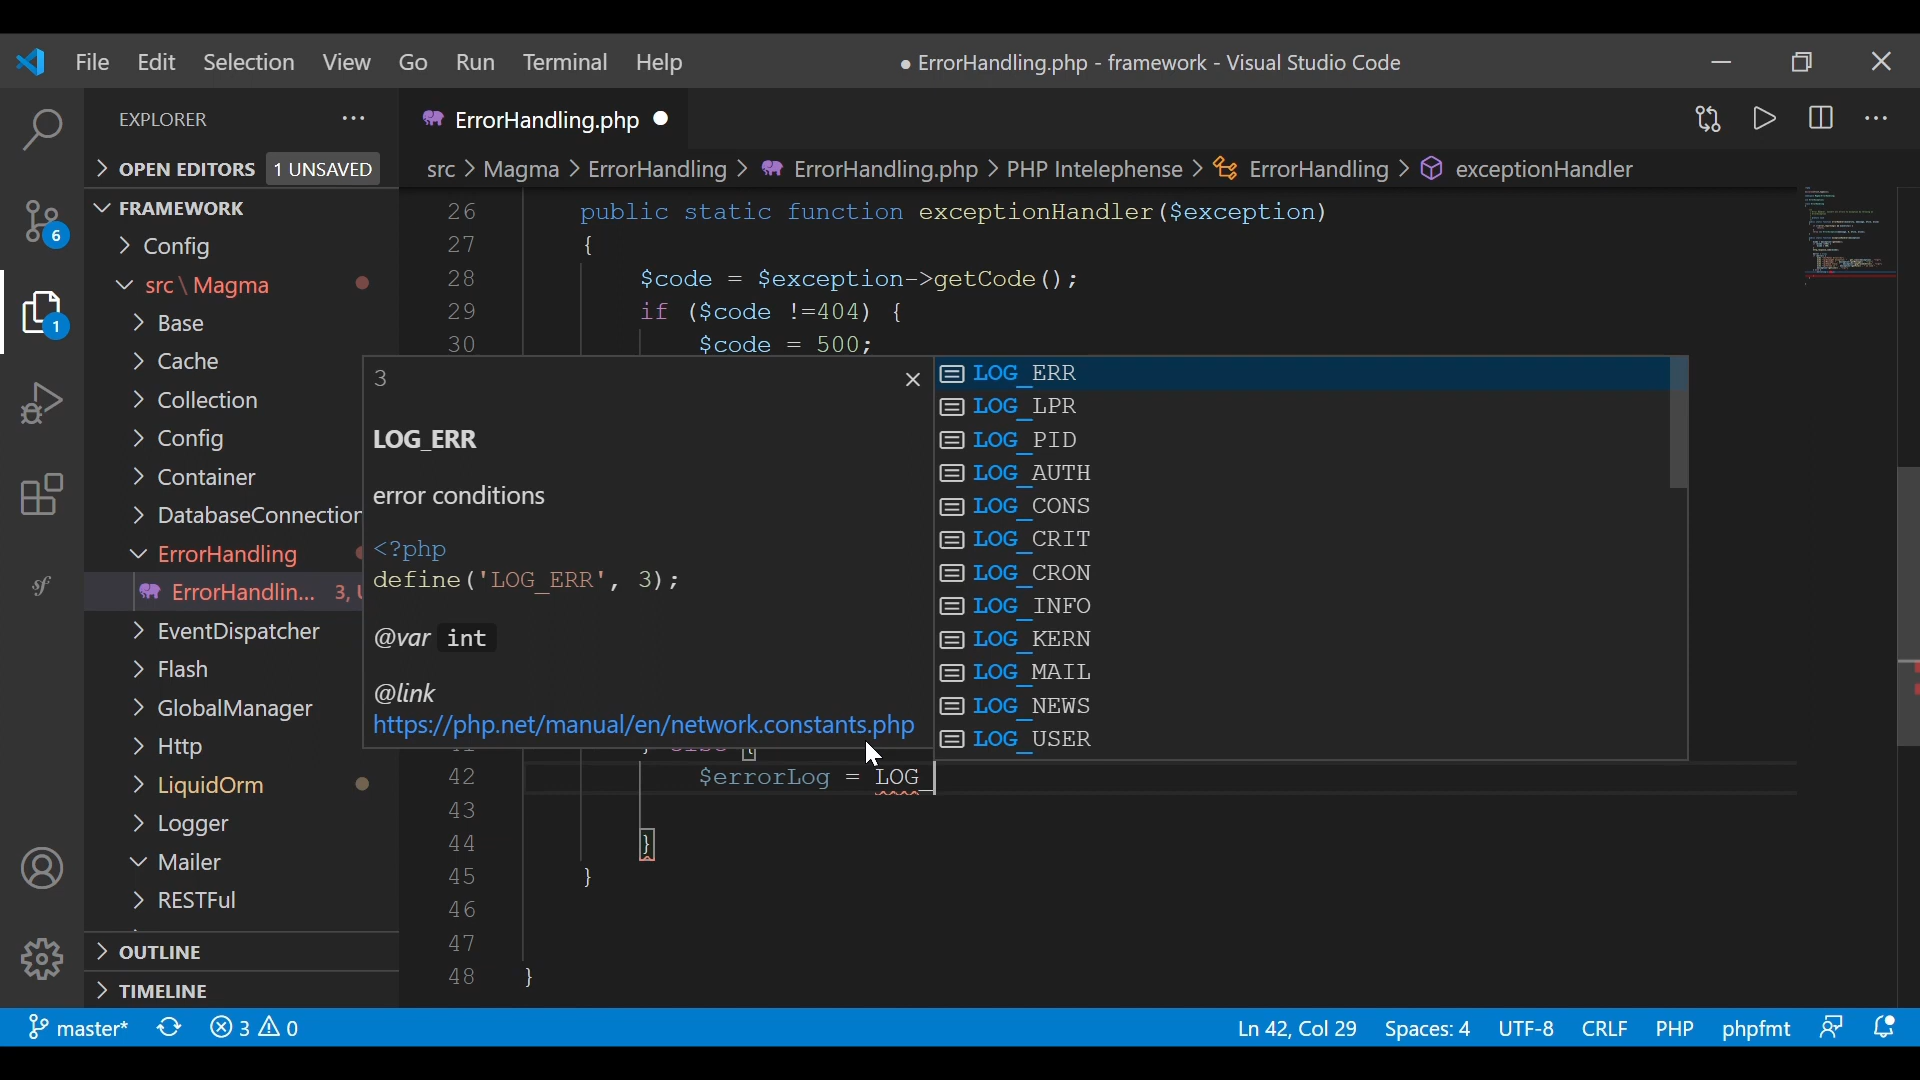 File Edit Selection View Go Run Terminal Help
● ErrorHandling.php - framework - Visual Studio Code
EXPLORER
ErrorHandling.php
OPEN EDITORS 1 UNSAVED
src > Magma > ErrorHandling > ErrorHandling.php > PHP Intelephense > ErrorHandling > exceptionHandler
FRAMEWORK
Config
src \ Magma
Base
Cache
Collection
Config
Container
DatabaseConnection
ErrorHandling
ErrorHandlin... 3,
EventDispatcher
Flash
GlobalManager
Http
LiquidOrm
Logger
Mailer
RESTFul
OUTLINE
TIMELINE
6
1
26 public static function exceptionHandler($exception)
27 {
28 $code = $exception->getCode();
29 if ($code !=404) {
30 $code = 500;
3
LOG_ERR
error conditions
<?php
define('LOG_ERR', 3);
@var int
@link
https://php.net/manual/en/network.constants.php
LOG_ERR
LOG_LPR
LOG_PID
LOG_AUTH
LOG_CONS
LOG_CRIT
LOG_CRON
LOG_INFO
LOG_KERN
LOG_MAIL
LOG_NEWS
LOG_USER
42 $errorLog = LOG_
43
44 }
45 }
46
47
48 }
master* 3 0
Ln 42, Col 29 Spaces: 4 UTF-8 CRLF PHP phpfmt